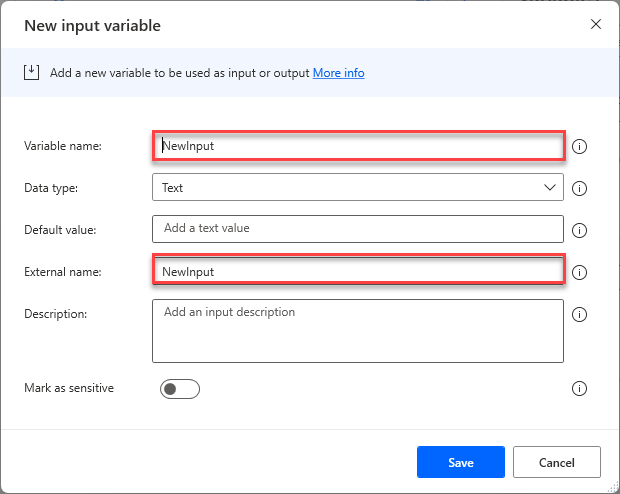 New input variable
Add a new variable to be used as input or output More info
Variable name: NewInput
Data type: Text
Default value: Add a text value
External name: NewInput
Description: Add an input description
Mark as sensitive
Save Cancel